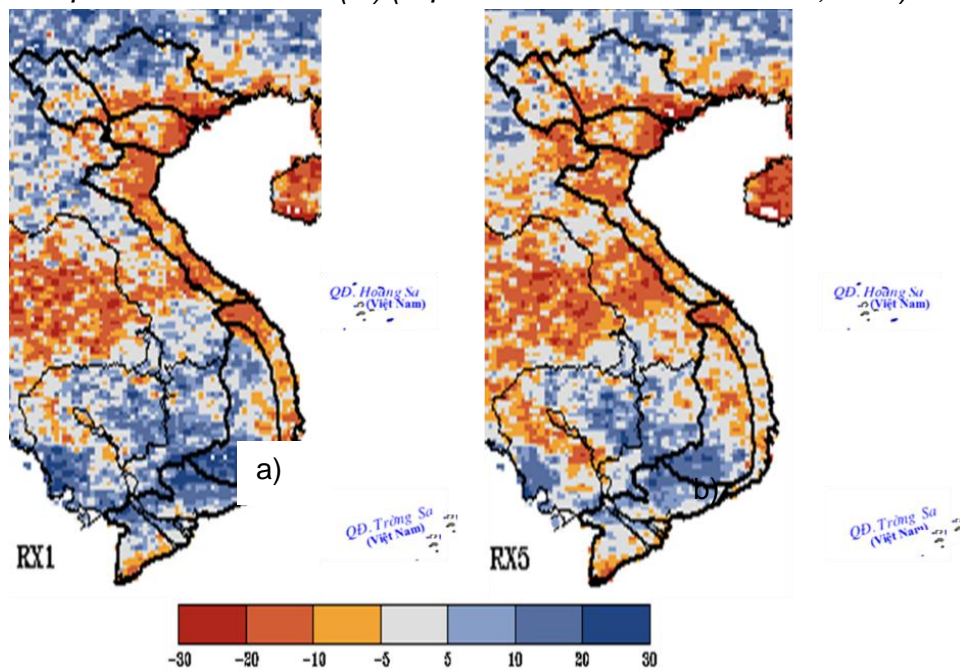 a)
QĐ. Hoàng Sa
(Việt Nam)
QĐ. Trường Sa
(Việt Nam)
RX1
b)
QĐ. Hoàng Sa
(Việt Nam)
QĐ. Trường Sa
(Việt Nam)
RX5
-30 -20 -10 -5 5 10 20 30